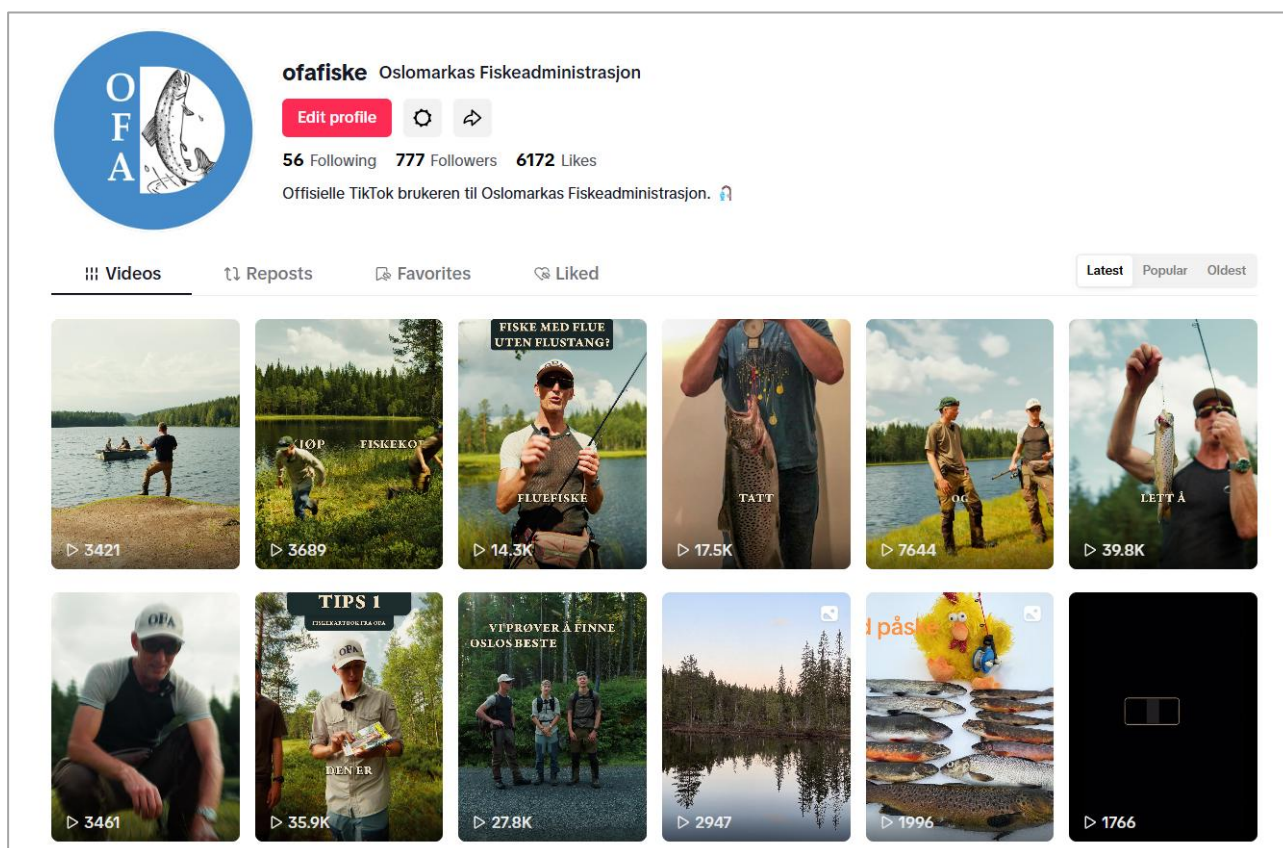 OFA
ofafiske Oslomarkas Fiskeadministrasjon
Edit profile
56 Following 777 Followers 6172 Likes
Offisielle TikTok brukeren til Oslomarkas Fiskeadministrasjon.
Videos Reposts Favorites Liked
Latest Popular Oldest
3421
KJØP FISKEKO
3689
FISKE MED FLUE
UTEN FLUSTANG?
FLUEFISKE
14.3K
TATT
17.5K
OG
7644
LETT Å
39.8K
OFA
3461
TIPS 1
FISKEKARTBOK FRA OFA
OFA
DEN ER
35.9K
VI PRØVER Å FINNE
OSLOS BESTE
27.8K
2947
d påske
1996
1766